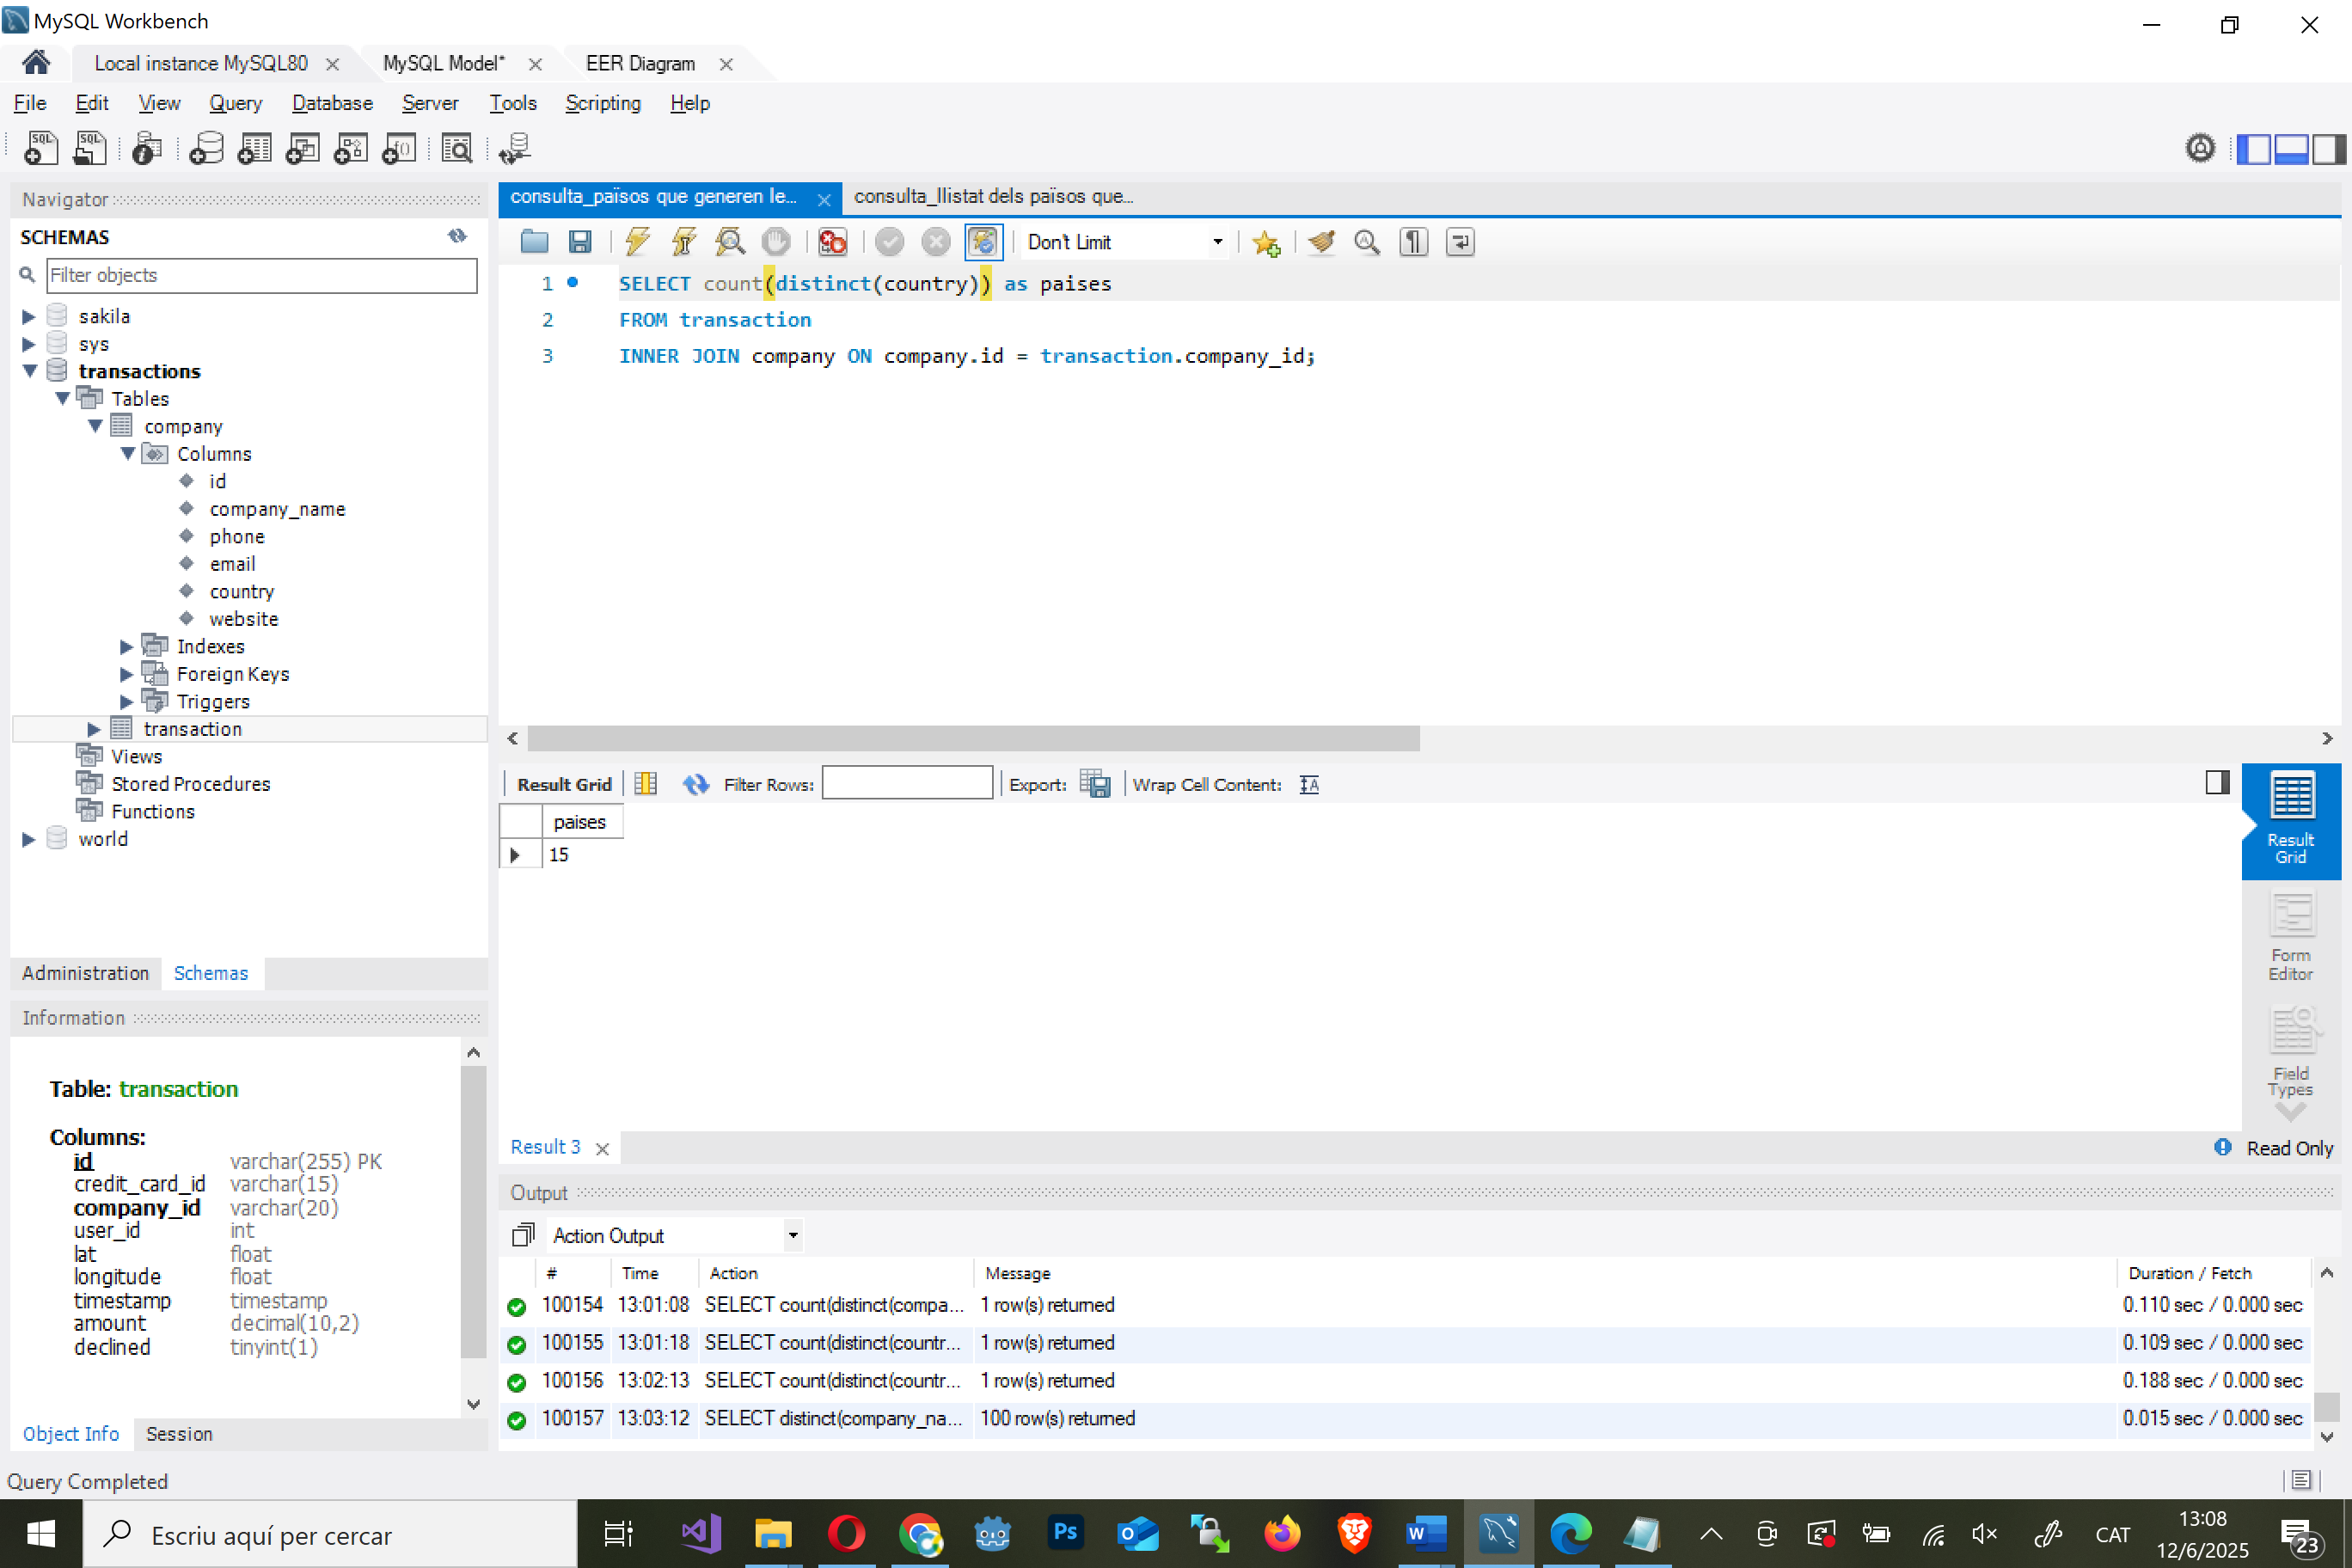 MySQL Workbench
Local instance MySQL80
MySQL Model*
EER Diagram
File Edit View Query Database Server Tools Scripting Help
Navigator
SCHEMAS
Filter objects
sakila
sys
transactions
Tables
company
Columns
id
company_name
phone
email
country
website
Indexes
Foreign Keys
Triggers
transaction
Views
Stored Procedures
Functions
world
Administration Schemas
Information
Table: transaction
Columns:
id varchar(255) PK
credit_card_id varchar(15)
company_id varchar(20)
user_id int
lat float
longitude float
timestamp timestamp
amount decimal(10,2)
declined tinyint(1)
Object Info Session
consulta_països que generen le...
consulta_llistat dels països que...
Don't Limit
1 SELECT count(distinct(country)) as paises
2 FROM transaction
3 INNER JOIN company ON company.id = transaction.company_id;
Result Grid Filter Rows: Export: Wrap Cell Content:
paises
15
Result Grid
Form Editor
Field Types
Result 3
Read Only
Output
Action Output
# Time Action Message Duration / Fetch
100154 13:01:08 SELECT count(distinct(compa... 1 row(s) returned 0.110 sec / 0.000 sec
100155 13:01:18 SELECT count(distinct(countr... 1 row(s) returned 0.109 sec / 0.000 sec
100156 13:02:13 SELECT count(distinct(countr... 1 row(s) returned 0.188 sec / 0.000 sec
100157 13:03:12 SELECT distinct(company_na... 100 row(s) returned 0.015 sec / 0.000 sec
Query Completed
Escriu aquí per cercar
CAT
13:08
12/6/2025
23